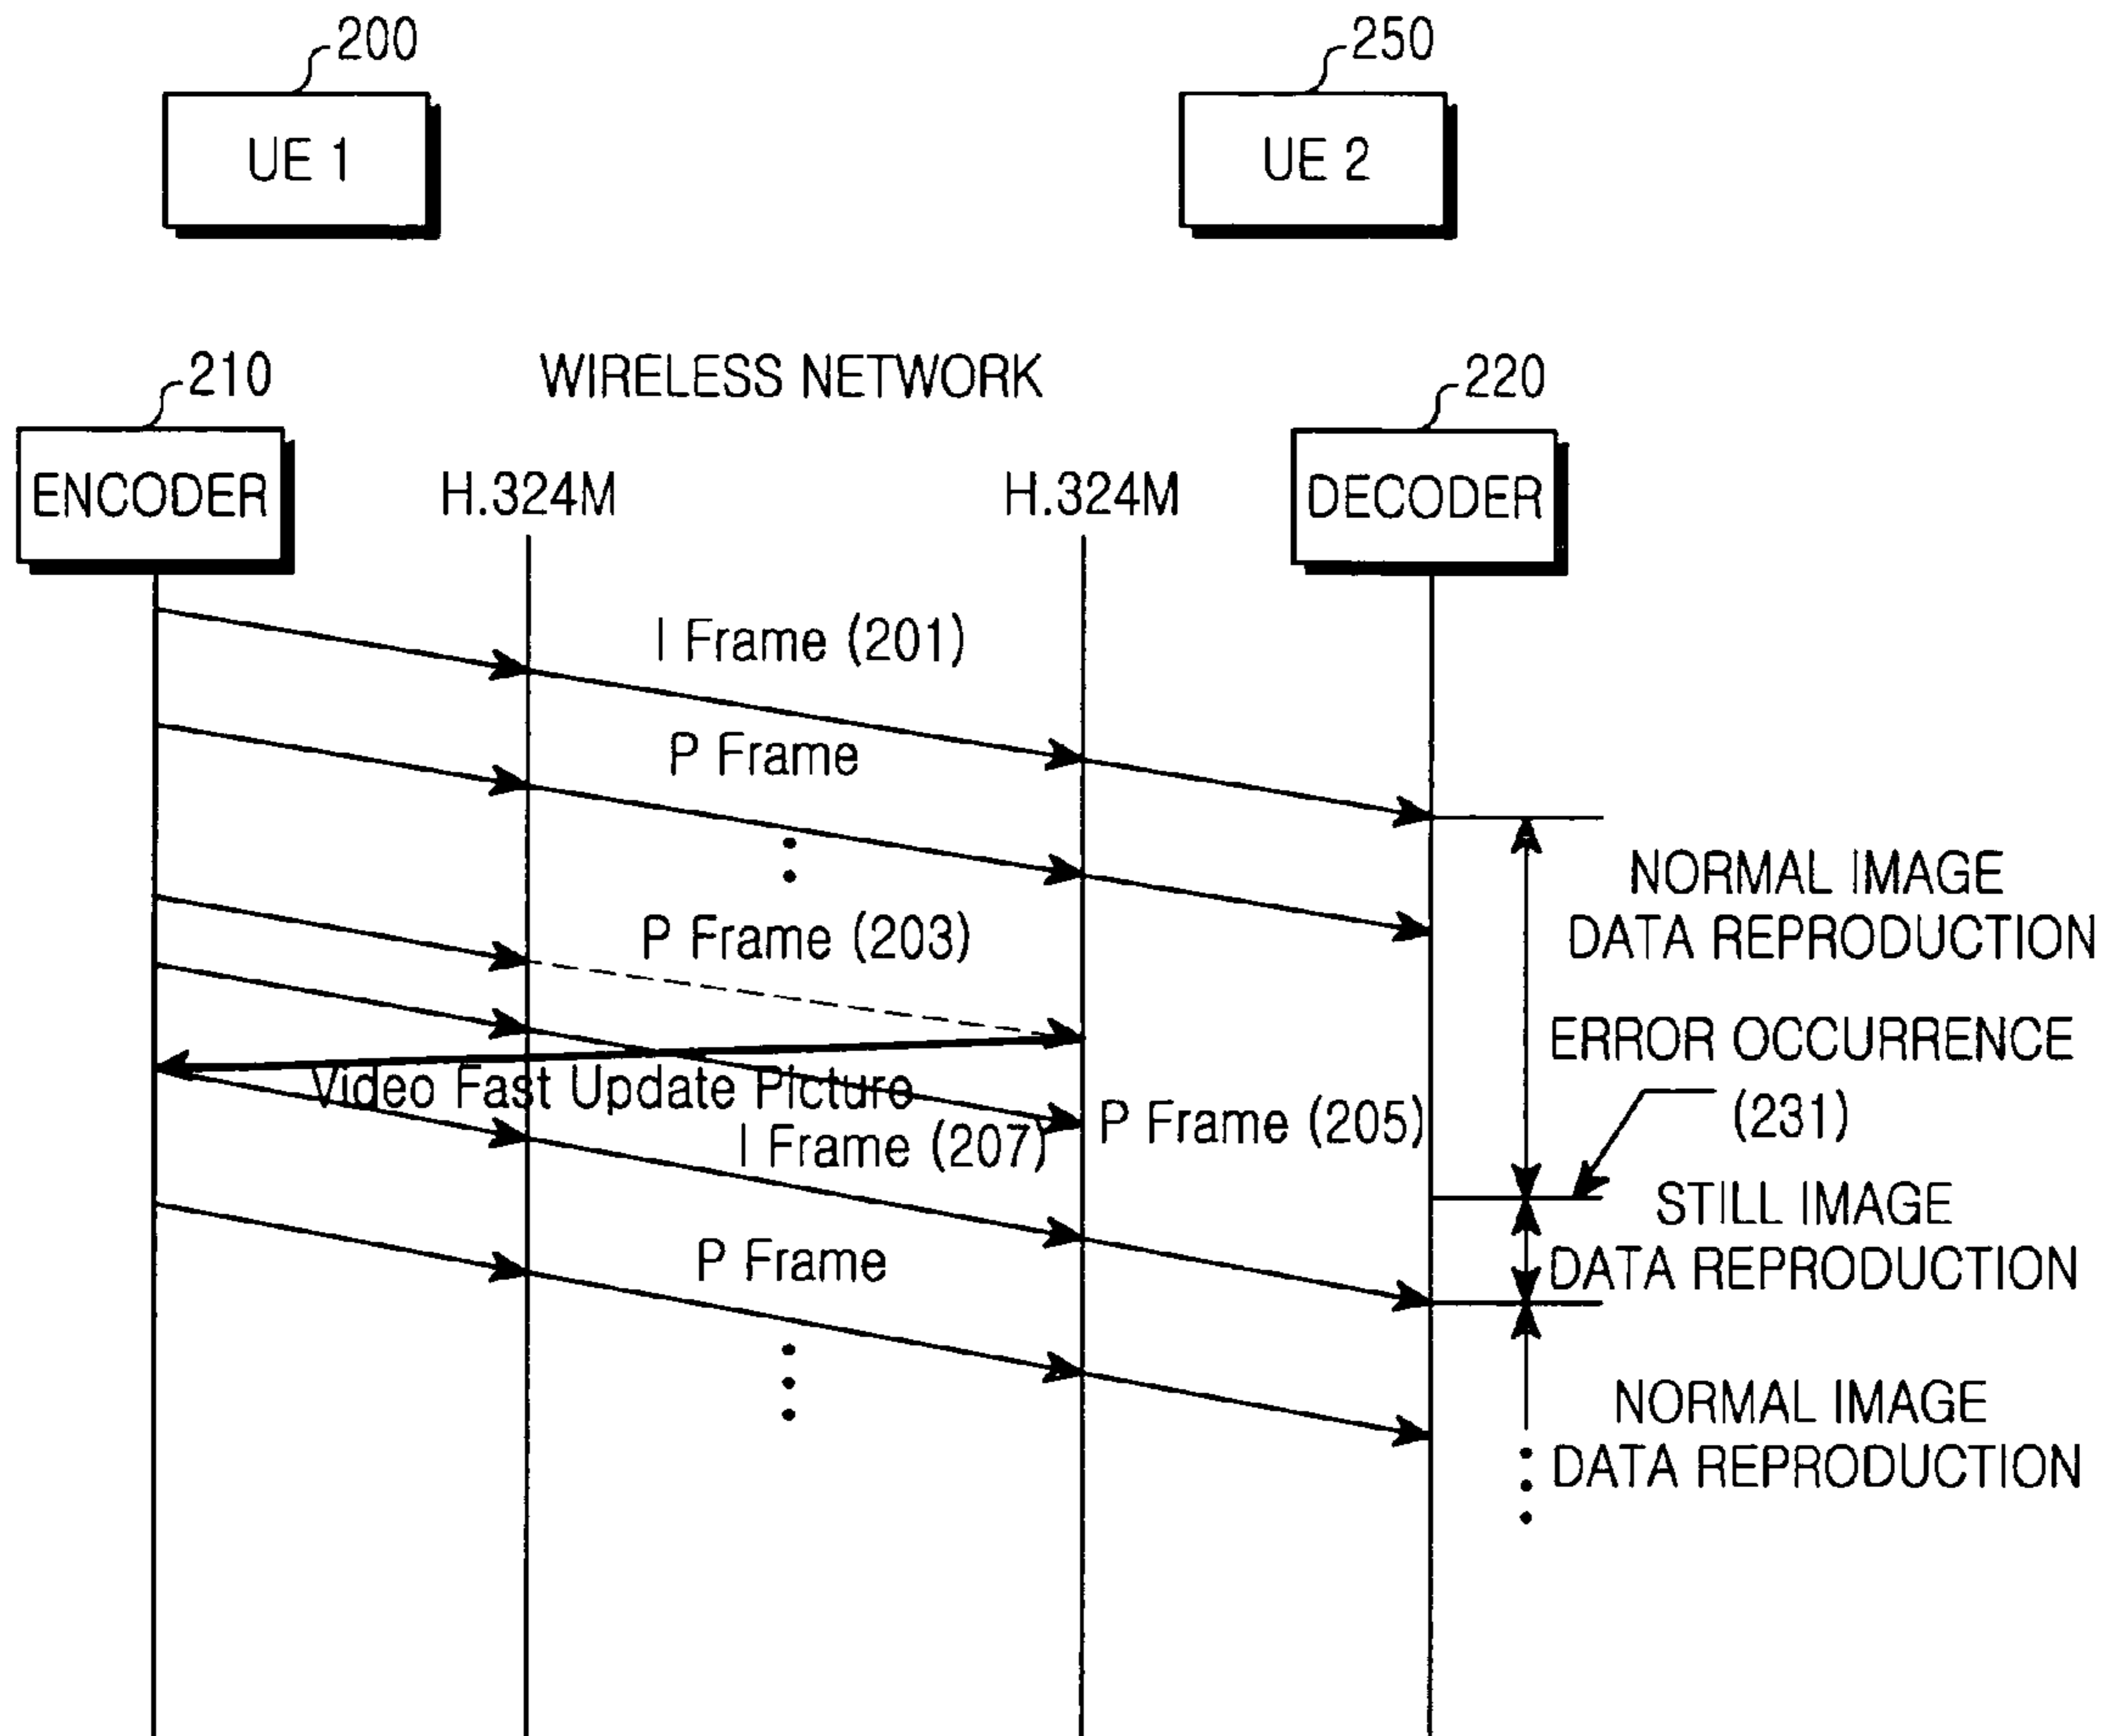 200
250
UE 1
UE 2
210
WIRELESS NETWORK
220
ENCODER
H.324M
H.324M
DECODER
I Frame (201)
P Frame
NORMAL IMAGE
DATA REPRODUCTION
P Frame (203)
ERROR OCCURRENCE
(231)
Video Fast Update Picture
P Frame (205)
I Frame (207)
STILL IMAGE
DATA REPRODUCTION
P Frame
NORMAL IMAGE
DATA REPRODUCTION